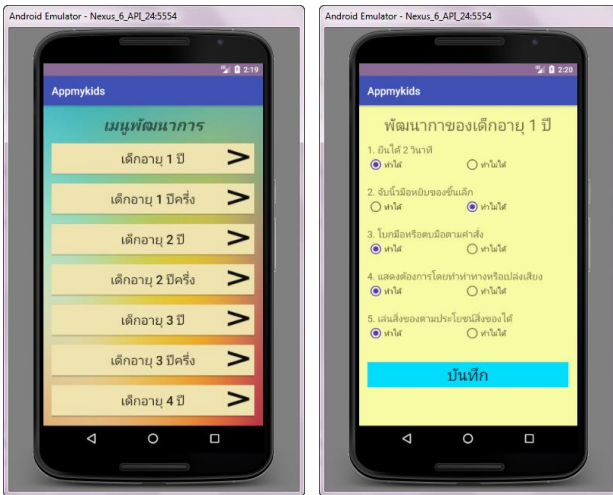 Android Emulator - Nexus_6_API_24:5554
2:19
Appmykids
เมนูพัฒนาการ
เด็กอายุ 1 ปี >
เด็กอายุ 1 ปีครึ่ง >
เด็กอายุ 2 ปี >
เด็กอายุ 2 ปีครึ่ง >
เด็กอายุ 3 ปี >
เด็กอายุ 3 ปีครึ่ง >
เด็กอายุ 4 ปี >
Android Emulator - Nexus_6_API_24:5554
2:20
Appmykids
พัฒนากาของเด็กอายุ 1 ปี
1. ยืนได้ 2 วินาที
ทำได้ ทำไม่ได้
2. จับนิ้วมือหยิบของชิ้นเล็ก
ทำได้ ทำไม่ได้
3. โบกมือหรือตบมือตามคำสั่ง
ทำได้ ทำไม่ได้
4. แสดงต้องการโดยทำท่าทางหรือเปล่งเสียง
ทำได้ ทำไม่ได้
5. เล่นสิ่งของตามประโยชน์สิ่งของได้
ทำได้ ทำไม่ได้
บันทึก